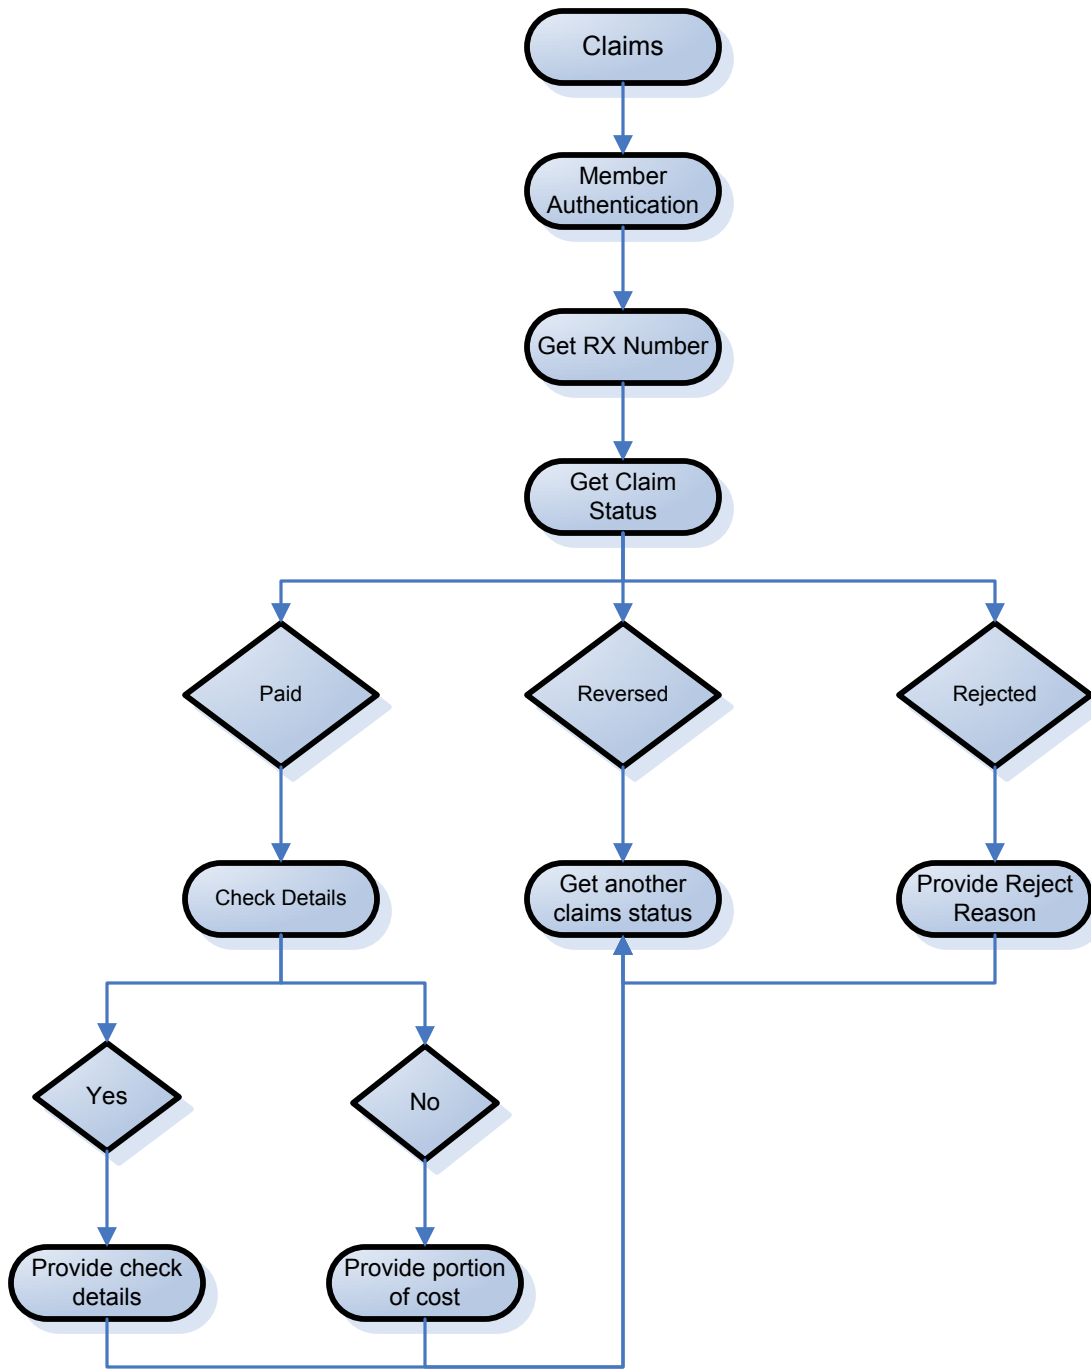 Claims
Member
Authentication
Get RX Number
Get Claim
Status
Paid
Reversed
Rejected
Check Details
Get another
claims status
Provide Reject
Reason
Yes
No
Provide check
details
Provide portion
of cost